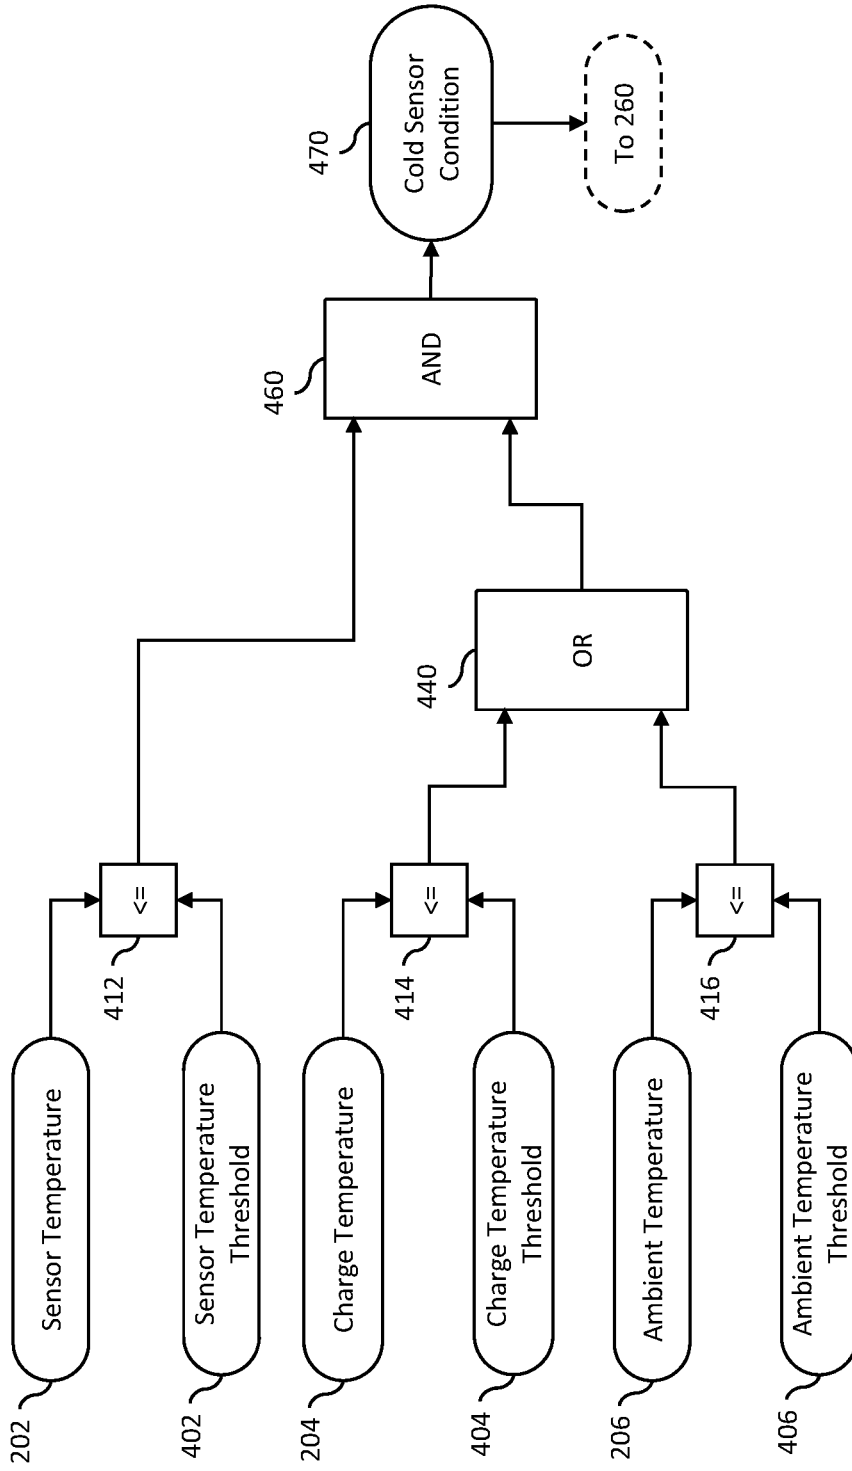 202
Sensor Temperature
412
<=
402
Sensor Temperature
Threshold
204
Charge Temperature
414
<=
404
Charge Temperature
Threshold
206
Ambient Temperature
416
<=
406
Ambient Temperature
Threshold
440
OR
460
AND
470
Cold Sensor
Condition
To 260